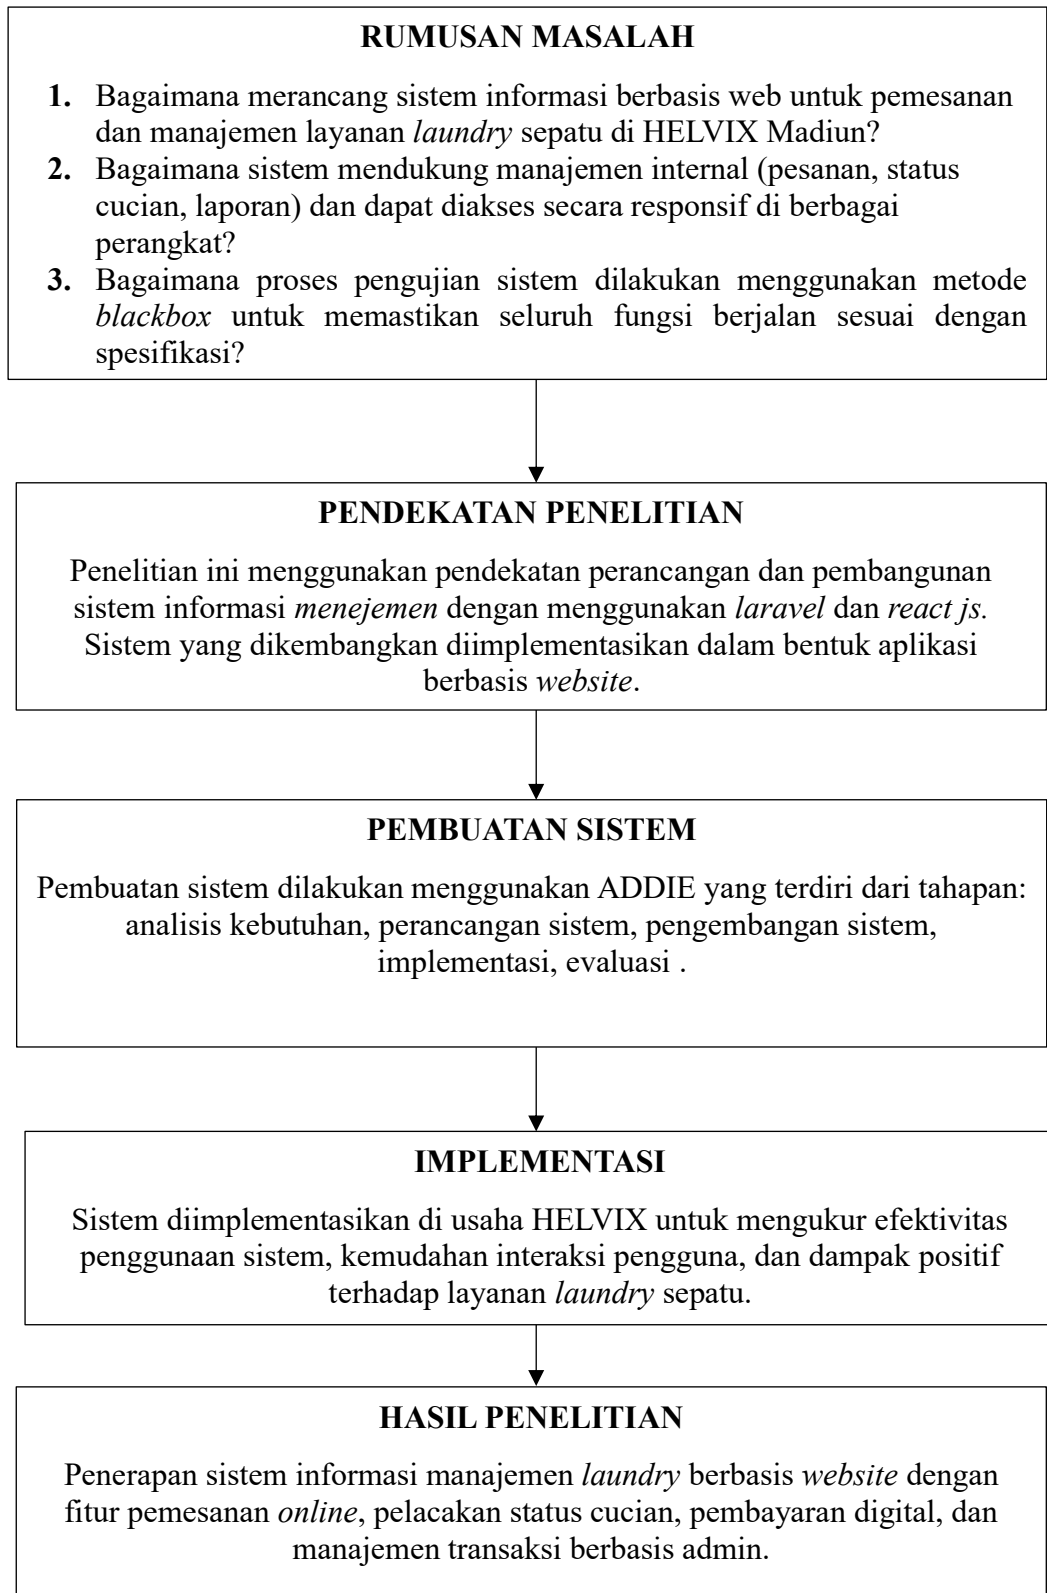 RUMUSAN MASALAH
1. Bagaimana merancang sistem informasi berbasis web untuk pemesanan
dan manajemen layanan laundry sepatu di HELVIX Madiun?
2. Bagaimana sistem mendukung manajemen internal (pesanan, status
cucian, laporan) dan dapat diakses secara responsif di berbagai
perangkat?
3. Bagaimana proses pengujian sistem dilakukan menggunakan metode
blackbox untuk memastikan seluruh fungsi berjalan sesuai dengan
spesifikasi?
PENDEKATAN PENELITIAN
Penelitian ini menggunakan pendekatan perancangan dan pembangunan
sistem informasi menejemen dengan menggunakan laravel dan react js.
Sistem yang dikembangkan diimplementasikan dalam bentuk aplikasi
berbasis website.
PEMBUATAN SISTEM
Pembuatan sistem dilakukan menggunakan ADDIE yang terdiri dari tahapan:
analisis kebutuhan, perancangan sistem, pengembangan sistem,
implementasi, evaluasi .
IMPLEMENTASI
Sistem diimplementasikan di usaha HELVIX untuk mengukur efektivitas
penggunaan sistem, kemudahan interaksi pengguna, dan dampak positif
terhadap layanan laundry sepatu.
HASIL PENELITIAN
Penerapan sistem informasi manajemen laundry berbasis website dengan
fitur pemesanan online, pelacakan status cucian, pembayaran digital, dan
manajemen transaksi berbasis admin.